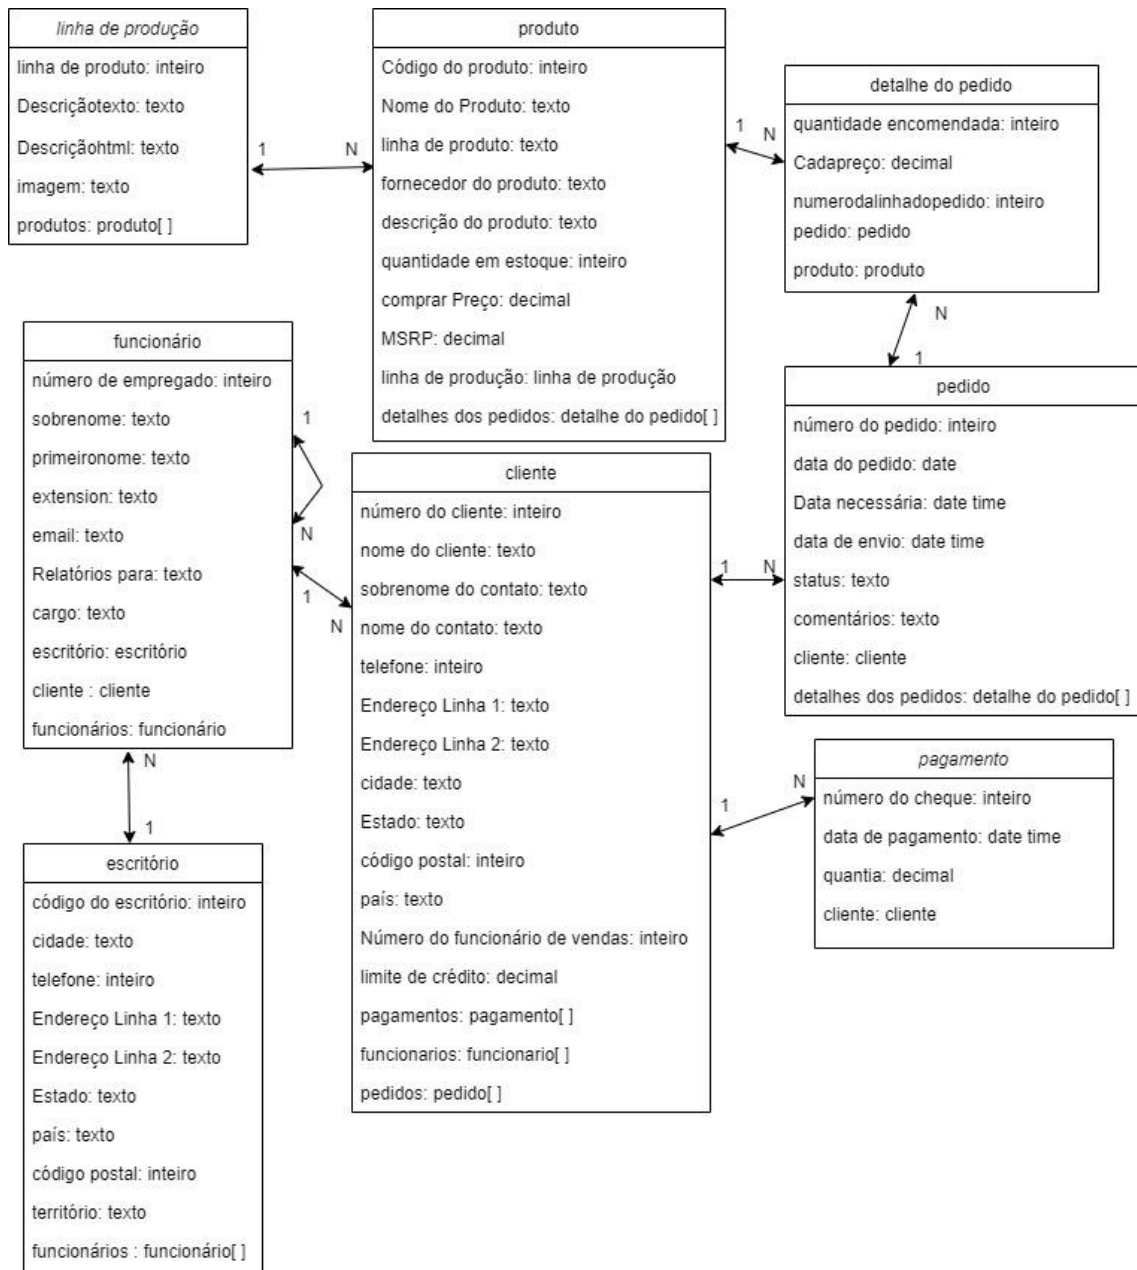 linha de produção
linha de produto: inteiro
Descriçãotexto: texto
Descriçãohtml: texto
imagem: texto
produtos: produto[ ]
1
N
produto
Código do produto: inteiro
Nome do Produto: texto
linha de produto: texto
fornecedor do produto: texto
descrição do produto: texto
quantidade em estoque: inteiro
comprar Preço: decimal
MSRP: decimal
linha de produção: linha de produção
detalhes dos pedidos: detalhe do pedido[ ]
1
N
detalhe do pedido
quantidade encomendada: inteiro
Cadapreço: decimal
numerodalinhadopedido: inteiro
pedido: pedido
produto: produto
N
1
funcionário
número de empregado: inteiro
sobrenome: texto
primeironome: texto
extension: texto
email: texto
Relatórios para: texto
cargo: texto
escritório: escritório
cliente : cliente
funcionários: funcionário
1
N
1
N
cliente
número do cliente: inteiro
nome do cliente: texto
sobrenome do contato: texto
nome do contato: texto
telefone: inteiro
Endereço Linha 1: texto
Endereço Linha 2: texto
cidade: texto
Estado: texto
código postal: inteiro
país: texto
Número do funcionário de vendas: inteiro
limite de crédito: decimal
pagamentos: pagamento[ ]
funcionarios: funcionario[ ]
pedidos: pedido[ ]
1
N
pedido
número do pedido: inteiro
data do pedido: date
Data necessária: date time
data de envio: date time
status: texto
comentários: texto
cliente: cliente
detalhes dos pedidos: detalhe do pedido[ ]
1
N
pagamento
número do cheque: inteiro
data de pagamento: date time
quantia: decimal
cliente: cliente
N
1
escritório
código do escritório: inteiro
cidade: texto
telefone: inteiro
Endereço Linha 1: texto
Endereço Linha 2: texto
Estado: texto
país: texto
código postal: inteiro
território: texto
funcionários : funcionário[ ]